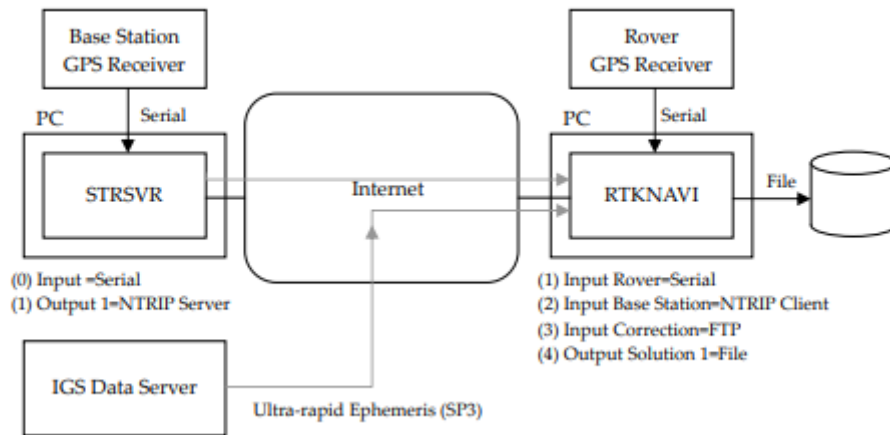 Base Station
GPS Receiver
Rover
GPS Receiver
PC
Serial
PC
Serial
STRSVR
Internet
RTKNAVI
File
(0) Input =Serial
(1) Output 1=NTRIP Server
(1) Input Rover=Serial
(2) Input Base Station=NTRIP Client
(3) Input Correction=FTP
(4) Output Solution 1=File
IGS Data Server
Ultra-rapid Ephemeris (SP3)